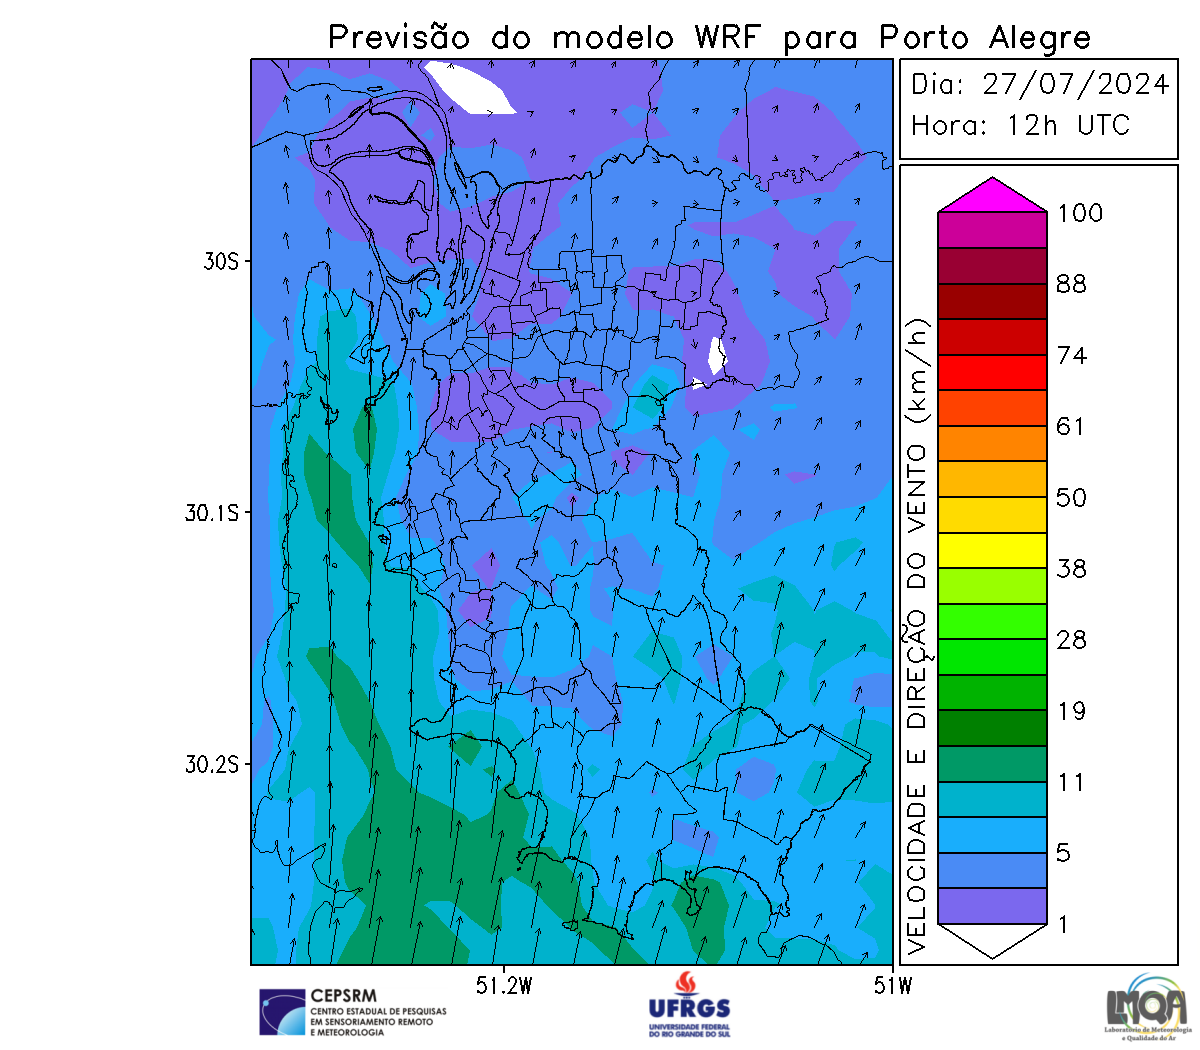 Previsão do modelo WRF para Porto Alegre
Dia: 27/07/2024
Hora: 12h UTC
100
88
74
61
50
38
28
19
11
5
1
VELOCIDADE E DIREÇÃO DO VENTO (km/h)
30S
30.1S
30.2S
51.2W
51W
CEPSRM
CENTRO ESTADUAL DE PESQUISAS
EM SENSORIAMENTO REMOTO
E METEOROLOGIA
UFRGS
UNIVERSIDADE FEDERAL
DO RIO GRANDE DO SUL
LMQA
Laboratório de Meteorologia
e Qualidade do Ar